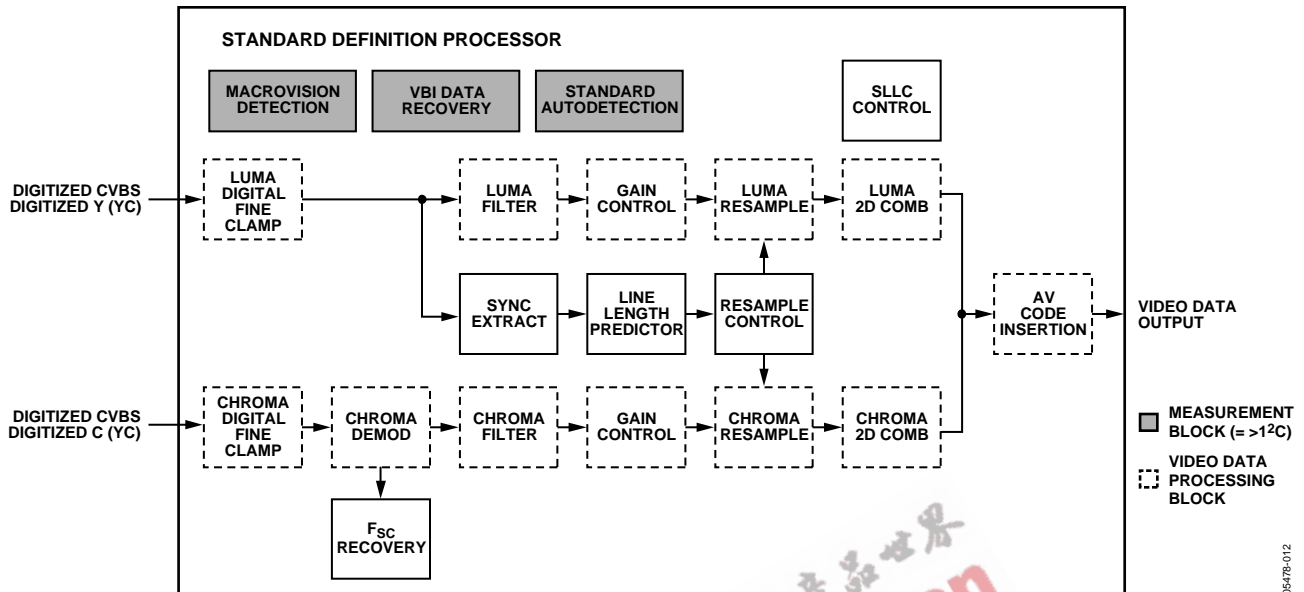 STANDARD DEFINITION PROCESSOR
MACROVISION
DETECTION
VBI DATA
RECOVERY
STANDARD
AUTODETECTION
SLLC
CONTROL
DIGITIZED CVBS
DIGITIZED Y (YC)
LUMA
DIGITAL
FINE
CLAMP
LUMA
FILTER
GAIN
CONTROL
LUMA
RESAMPLE
LUMA
2D COMB
SYNC
EXTRACT
LINE
LENGTH
PREDICTOR
RESAMPLE
CONTROL
AV
CODE
INSERTION
VIDEO DATA
OUTPUT
DIGITIZED CVBS
DIGITIZED C (YC)
CHROMA
DIGITAL
FINE
CLAMP
CHROMA
DEMOD
CHROMA
FILTER
GAIN
CONTROL
CHROMA
RESAMPLE
CHROMA
2D COMB
FSC
RECOVERY
MEASUREMENT
BLOCK (= >1²C)
VIDEO DATA
PROCESSING
BLOCK
05478-012